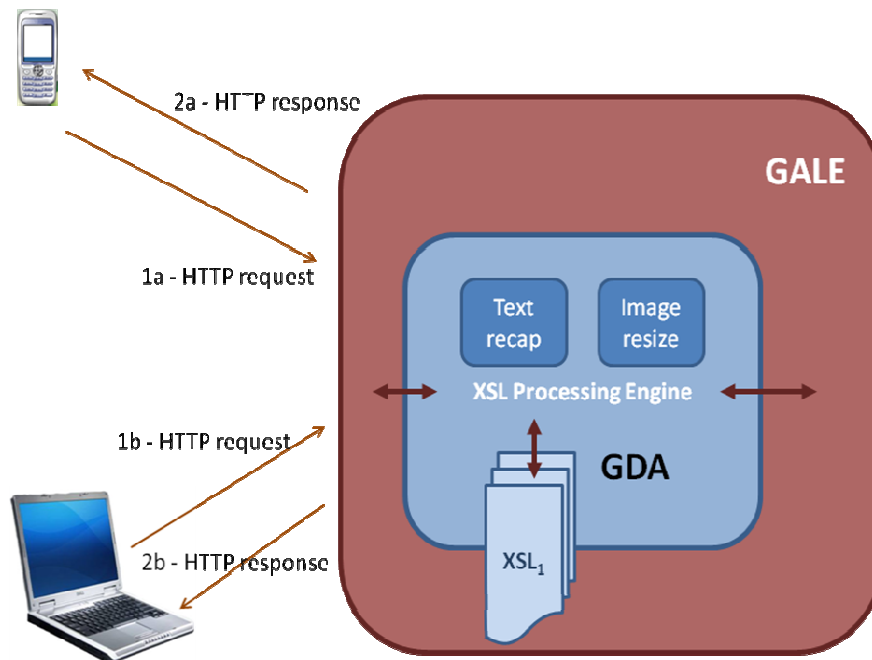 2a - HTTP response
GALE
1a - HTTP request
Text
recap
Image
resize
XSL Processing Engine
1b - HTTP request
GDA
2b - HTTP response
XSL₁